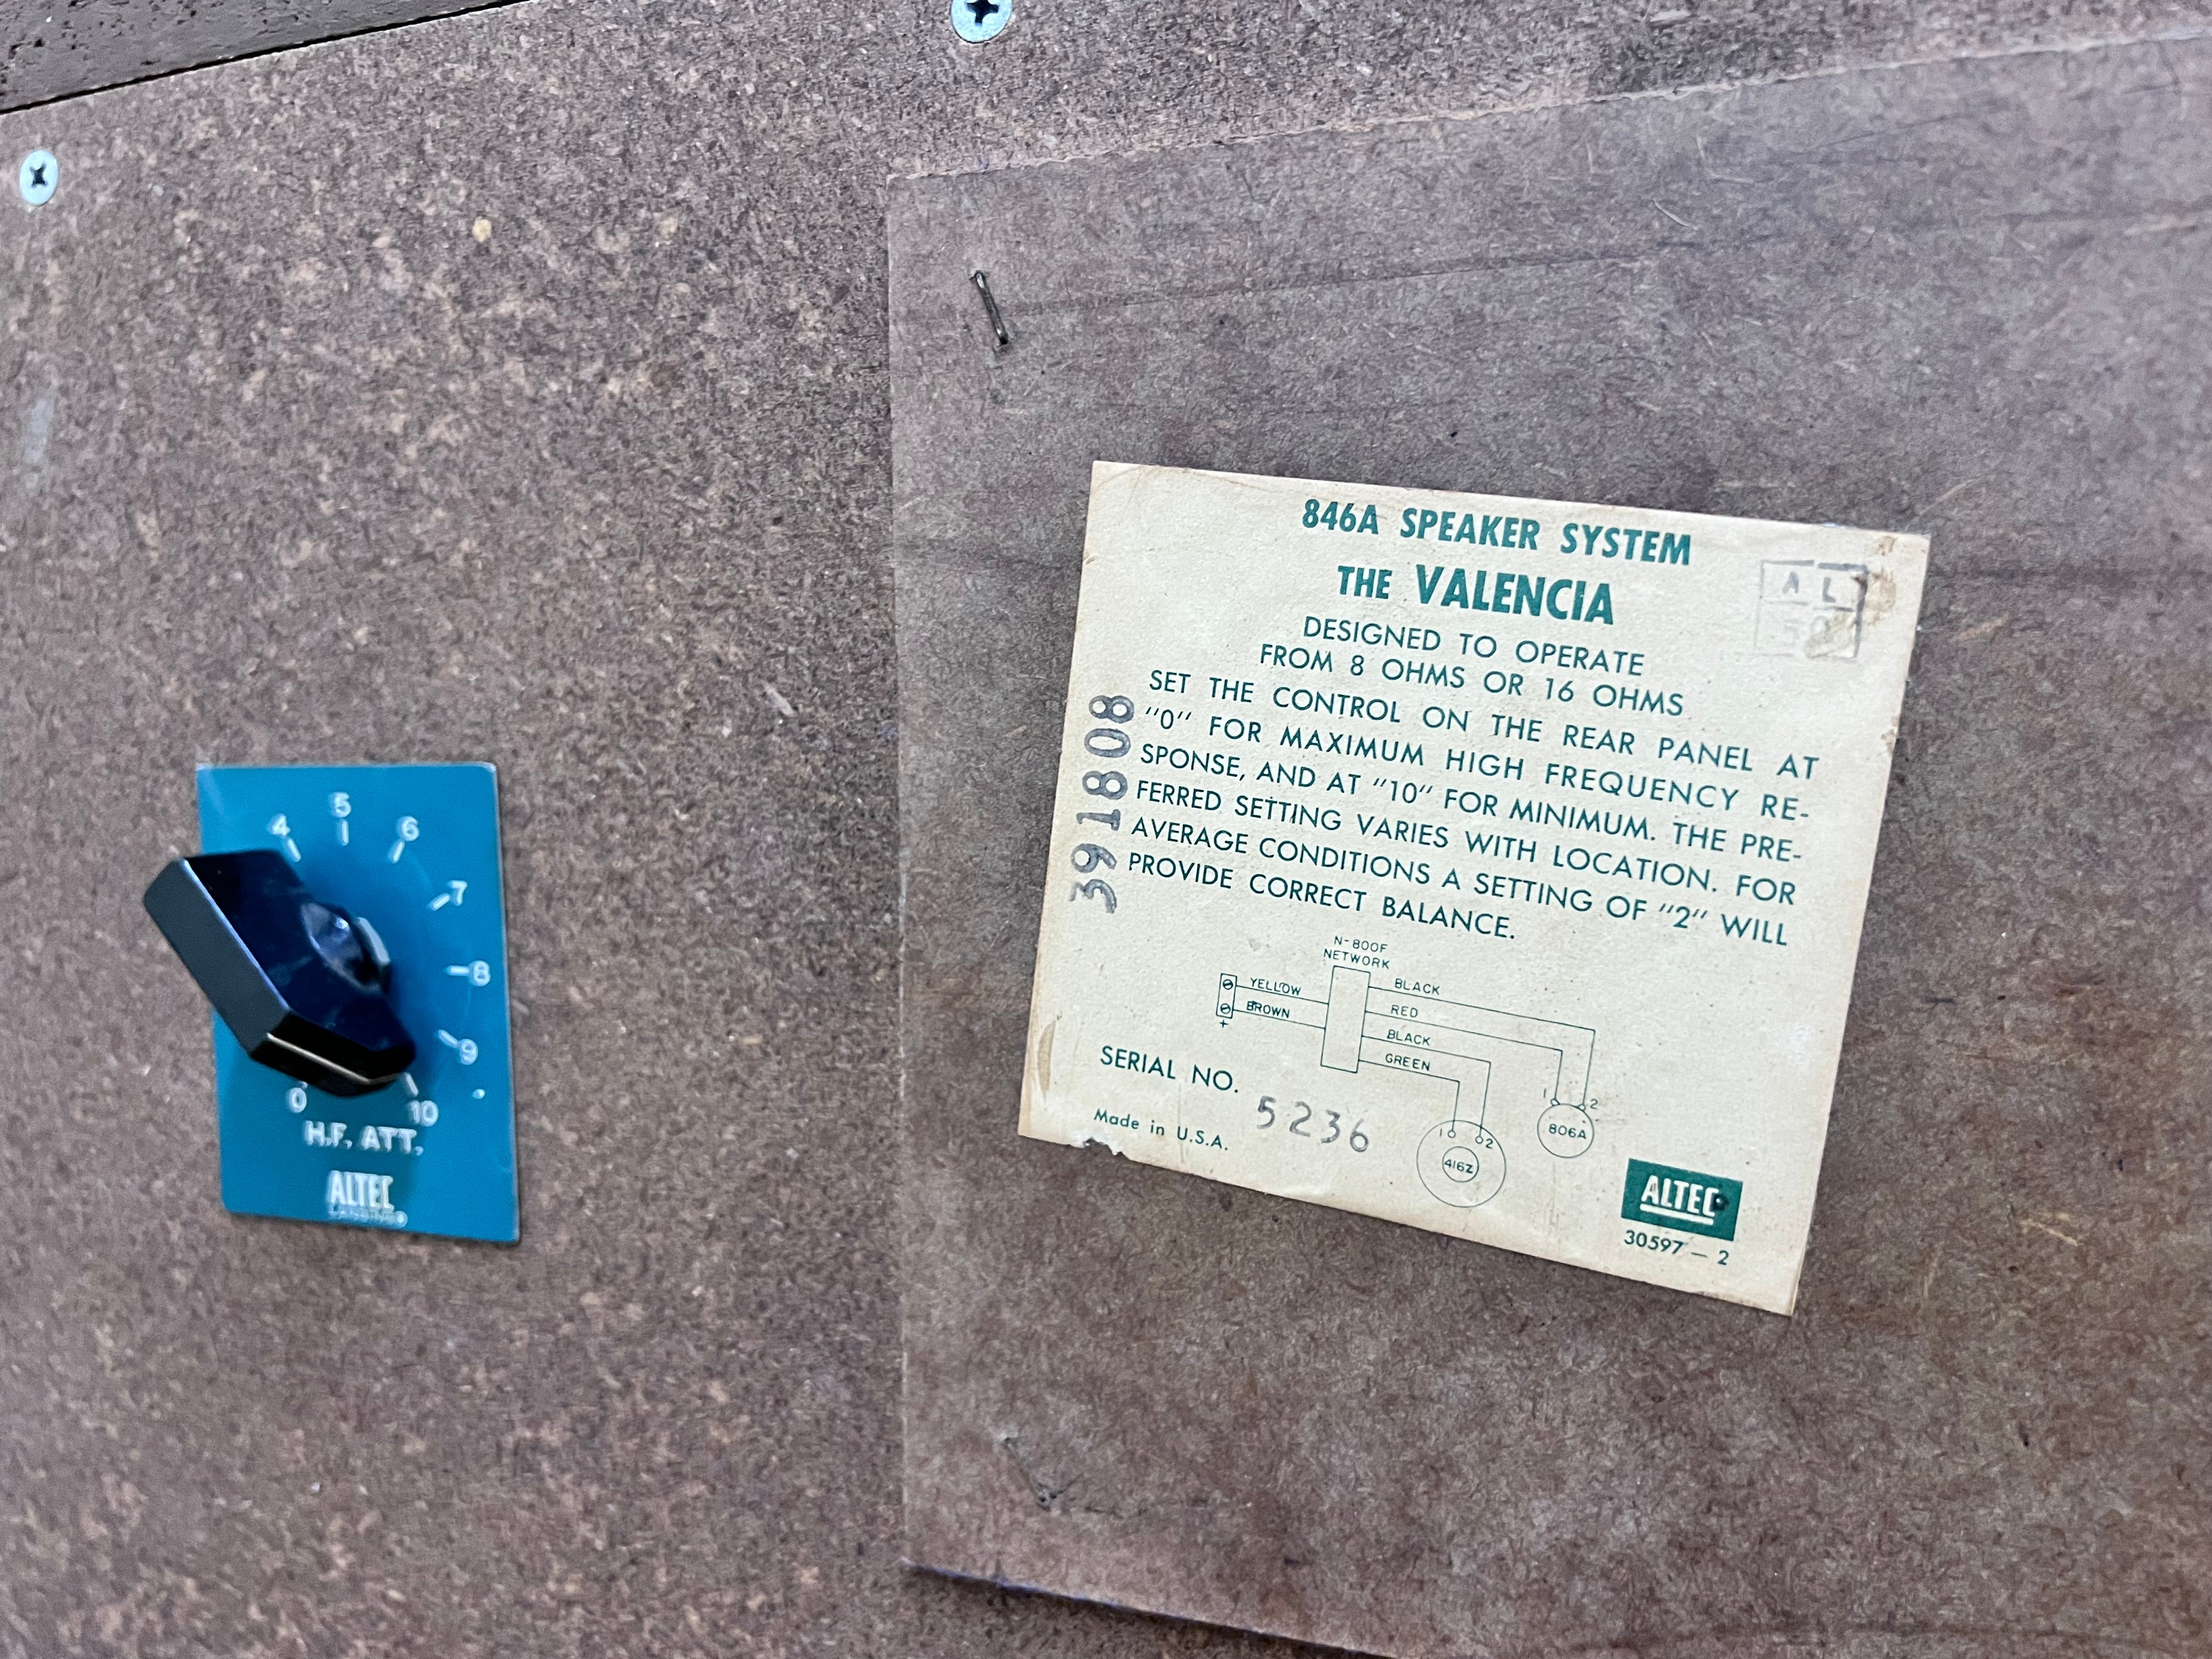 4
5
6
7
8
9
0
10
H.F. ATT.
ALTEC
846A SPEAKER SYSTEM
THE VALENCIA
DESIGNED TO OPERATE
FROM 8 OHMS OR 16 OHMS
SET THE CONTROL ON THE REAR PANEL AT
"0" FOR MAXIMUM HIGH FREQUENCY RE-
SPONSE, AND AT "10" FOR MINIMUM. THE PRE-
FERRED SETTING VARIES WITH LOCATION. FOR
AVERAGE CONDITIONS A SETTING OF "2" WILL
PROVIDE CORRECT BALANCE.
391808
A L
N-800F
NETWORK
YELLOW
BROWN
+
BLACK
RED
BLACK
GREEN
1 2
806A
1 2
416Z
SERIAL NO. 5236
Made in U.S.A.
ALTEC
30597-2